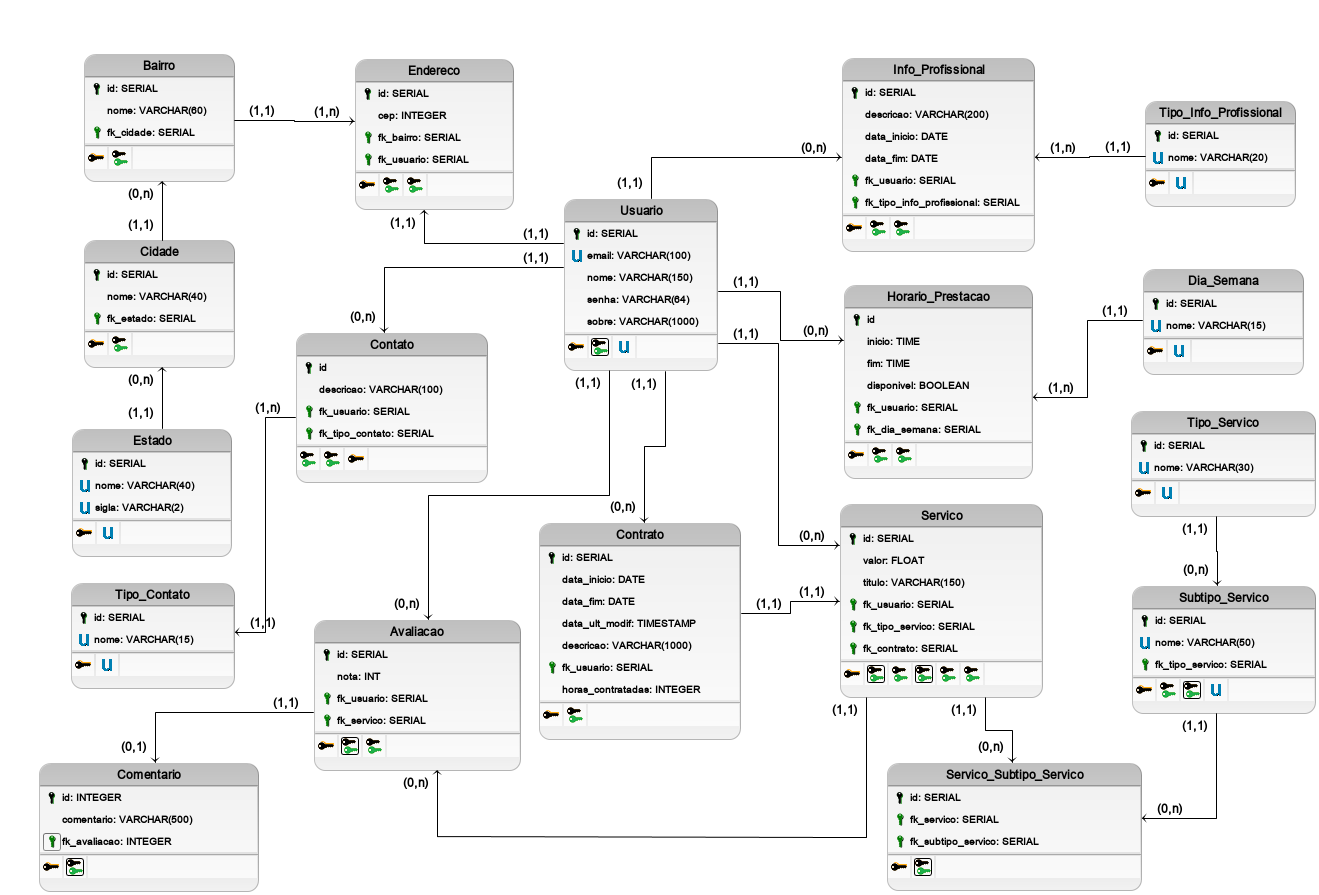 Bairro
id: SERIAL
nome: VARCHAR(60)
fk_cidade: SERIAL
(1,1)
(1,n)
Endereco
id: SERIAL
cep: INTEGER
fk_bairro: SERIAL
fk_usuario: SERIAL
Info_Profissional
id: SERIAL
descricao: VARCHAR(200)
data_inicio: DATE
data_fim: DATE
fk_usuario: SERIAL
fk_tipo_info_profissional: SERIAL
(0,n)
(1,1)
(1,n)
(1,1)
Tipo_Info_Profissional
id: SERIAL
u nome: VARCHAR(20)
u
(0,n)
(1,1)
Cidade
id: SERIAL
nome: VARCHAR(40)
fk_estado: SERIAL
(0,n)
(1,1)
Estado
id: SERIAL
u nome: VARCHAR(40)
u sigla: VARCHAR(2)
u
(1,1)
(1,1)
(1,1)
(0,n)
Usuario
id: SERIAL
u email: VARCHAR(100)
nome: VARCHAR(150)
senha: VARCHAR(64)
sobre: VARCHAR(1000)
u
(1,1)
(0,n)
(1,1)
(1,1)
(1,1)
Horario_Prestacao
id
inicio: TIME
fim: TIME
disponivel: BOOLEAN
fk_usuario: SERIAL
fk_dia_semana: SERIAL
(1,1)
(1,n)
Dia_Semana
id: SERIAL
u nome: VARCHAR(15)
u
Contato
id
descricao: VARCHAR(100)
fk_usuario: SERIAL
fk_tipo_contato: SERIAL
(1,n)
(1,1)
Tipo_Contato
id: SERIAL
u nome: VARCHAR(15)
u
Tipo_Servico
id: SERIAL
u nome: VARCHAR(30)
u
(1,1)
(0,n)
Subtipo_Servico
id: SERIAL
u nome: VARCHAR(50)
fk_tipo_servico: SERIAL
u
(1,1)
(0,n)
(0,n)
Contrato
id: SERIAL
data_inicio: DATE
data_fim: DATE
data_ult_modif: TIMESTAMP
descricao: VARCHAR(1000)
fk_usuario: SERIAL
horas_contratadas: INTEGER
(1,1)
(1,1)
(0,n)
Servico
id: SERIAL
valor: FLOAT
titulo: VARCHAR(150)
fk_usuario: SERIAL
fk_tipo_servico: SERIAL
fk_contrato: SERIAL
(1,1)
(1,1)
(0,n)
(0,n)
Avaliacao
id: SERIAL
nota: INT
fk_usuario: SERIAL
fk_servico: SERIAL
(1,1)
(0,n)
(0,1)
Comentario
id: INTEGER
comentario: VARCHAR(500)
fk_avaliacao: INTEGER
Servico_Subtipo_Servico
id: SERIAL
fk_servico: SERIAL
fk_subtipo_servico: SERIAL